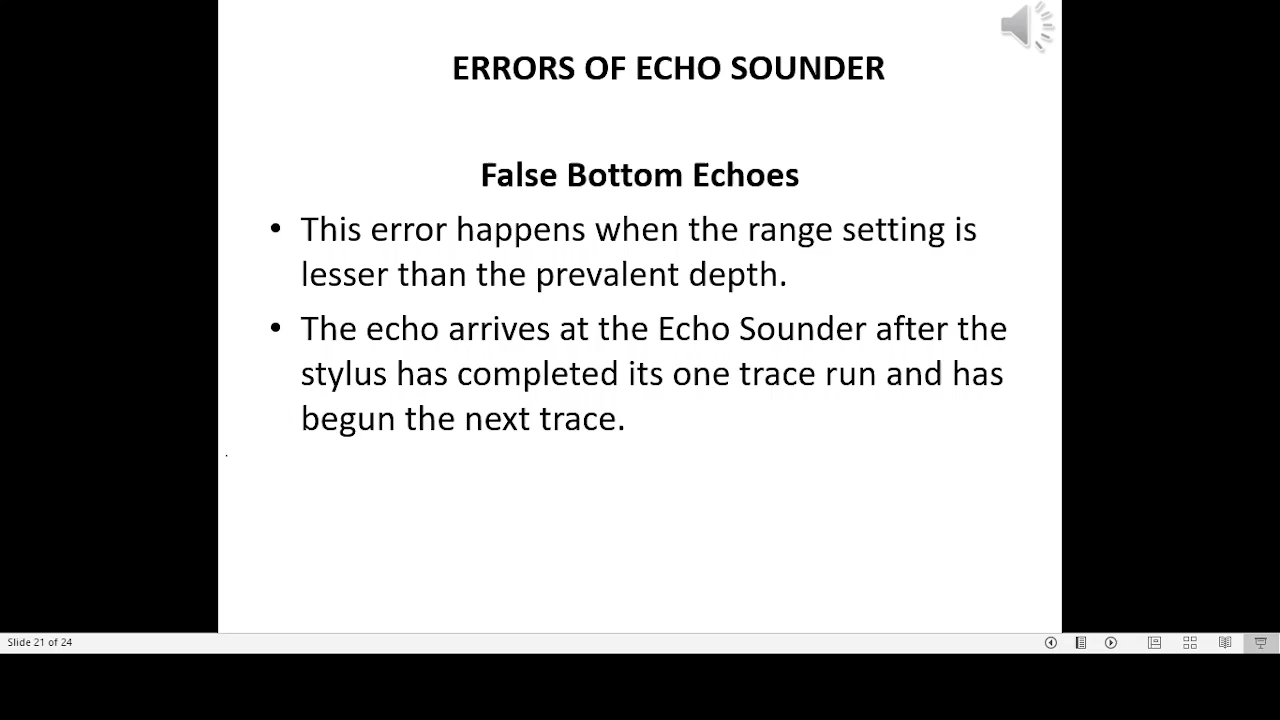 ERRORS OF ECHO SOUNDER
False Bottom Echoes
• This error happens when the range setting is
lesser than the prevalent depth.
• The echo arrives at the Echo Sounder after the
stylus has completed its one trace run and has
begun the next trace.
Slide 21 of 24